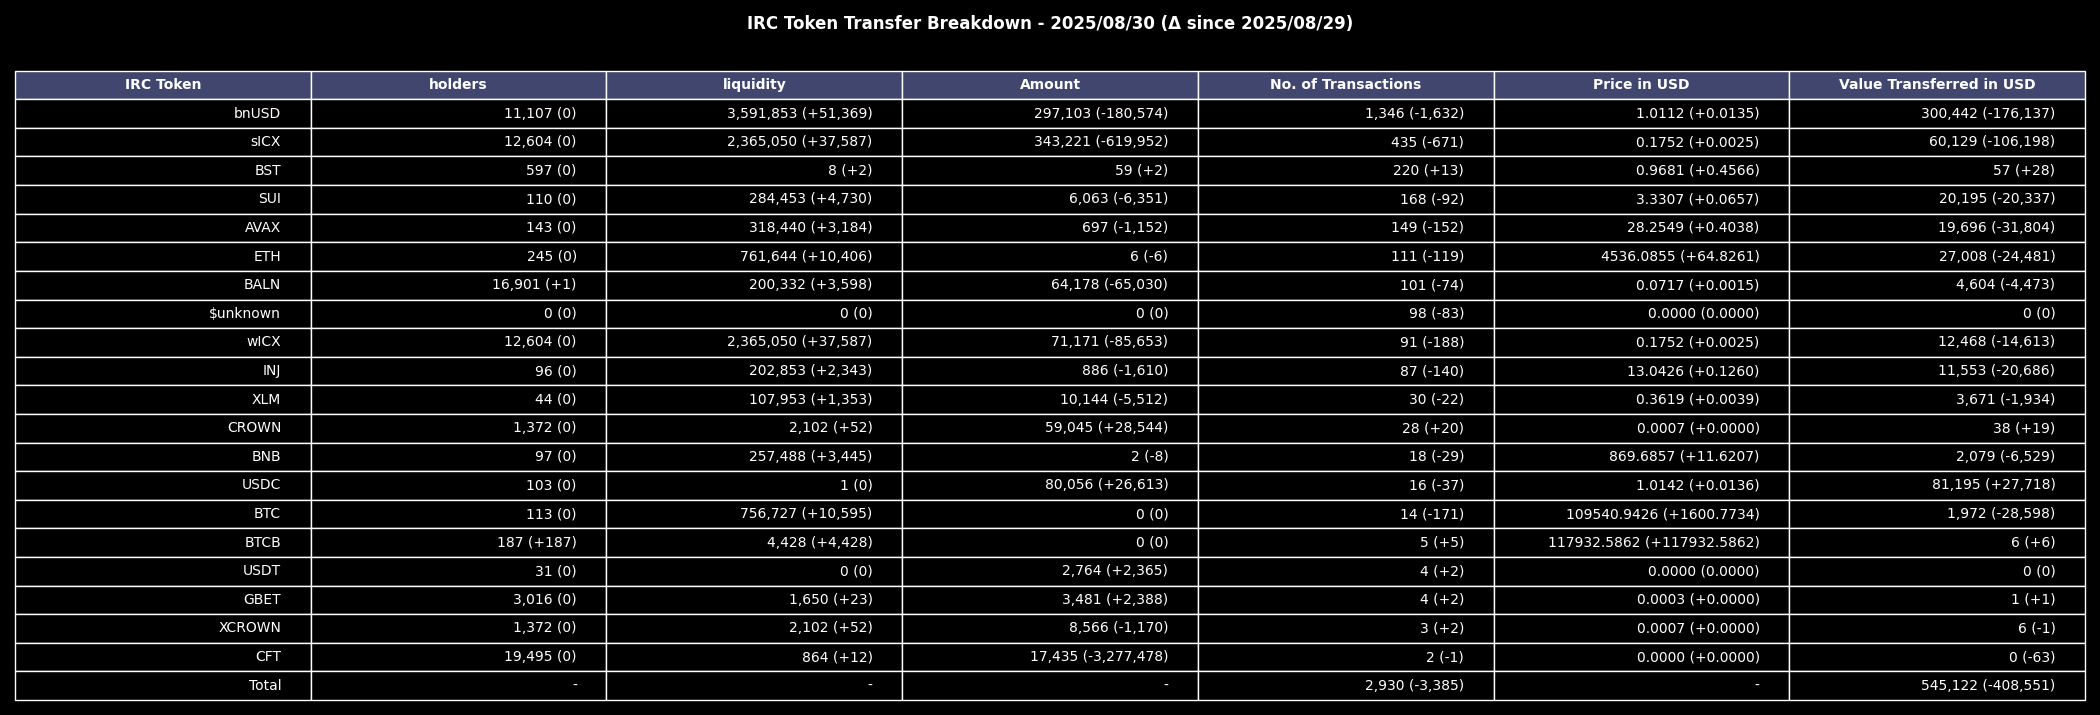 IRC Token Transfer Breakdown - 2025/08/30 (Δ since 2025/08/29)
IRC Token holders liquidity Amount No. of Transactions Price in USD Value Transferred in USD
bnUSD 11,107 (0) 3,591,853 (+51,369) 297,103 (-180,574) 1,346 (-1,632) 1.0112 (+0.0135) 300,442 (-176,137)
sICX 12,604 (0) 2,365,050 (+37,587) 343,221 (-619,952) 435 (-671) 0.1752 (+0.0025) 60,129 (-106,198)
BST 597 (0) 8 (+2) 59 (+2) 220 (+13) 0.9681 (+0.4566) 57 (+28)
SUI 110 (0) 284,453 (+4,730) 6,063 (-6,351) 168 (-92) 3.3307 (+0.0657) 20,195 (-20,337)
AVAX 143 (0) 318,440 (+3,184) 697 (-1,152) 149 (-152) 28.2549 (+0.4038) 19,696 (-31,804)
ETH 245 (0) 761,644 (+10,406) 6 (-6) 111 (-119) 4536.0855 (+64.8261) 27,008 (-24,481)
BALN 16,901 (+1) 200,332 (+3,598) 64,178 (-65,030) 101 (-74) 0.0717 (+0.0015) 4,604 (-4,473)
$unknown 0 (0) 0 (0) 0 (0) 98 (-83) 0.0000 (0.0000) 0 (0)
wICX 12,604 (0) 2,365,050 (+37,587) 71,171 (-85,653) 91 (-188) 0.1752 (+0.0025) 12,468 (-14,613)
INJ 96 (0) 202,853 (+2,343) 886 (-1,610) 87 (-140) 13.0426 (+0.1260) 11,553 (-20,686)
XLM 44 (0) 107,953 (+1,353) 10,144 (-5,512) 30 (-22) 0.3619 (+0.0039) 3,671 (-1,934)
CROWN 1,372 (0) 2,102 (+52) 59,045 (+28,544) 28 (+20) 0.0007 (+0.0000) 38 (+19)
BNB 97 (0) 257,488 (+3,445) 2 (-8) 18 (-29) 869.6857 (+11.6207) 2,079 (-6,529)
USDC 103 (0) 1 (0) 80,056 (+26,613) 16 (-37) 1.0142 (+0.0136) 81,195 (+27,718)
BTC 113 (0) 756,727 (+10,595) 0 (0) 14 (-171) 109540.9426 (+1600.7734) 1,972 (-28,598)
BTCB 187 (+187) 4,428 (+4,428) 0 (0) 5 (+5) 117932.5862 (+117932.5862) 6 (+6)
USDT 31 (0) 0 (0) 2,764 (+2,365) 4 (+2) 0.0000 (0.0000) 0 (0)
GBET 3,016 (0) 1,650 (+23) 3,481 (+2,388) 4 (+2) 0.0003 (+0.0000) 1 (+1)
XCROWN 1,372 (0) 2,102 (+52) 8,566 (-1,170) 3 (+2) 0.0007 (+0.0000) 6 (-1)
CFT 19,495 (0) 864 (+12) 17,435 (-3,277,478) 2 (-1) 0.0000 (+0.0000) 0 (-63)
Total - - - 2,930 (-3,385) - 545,122 (-408,551)